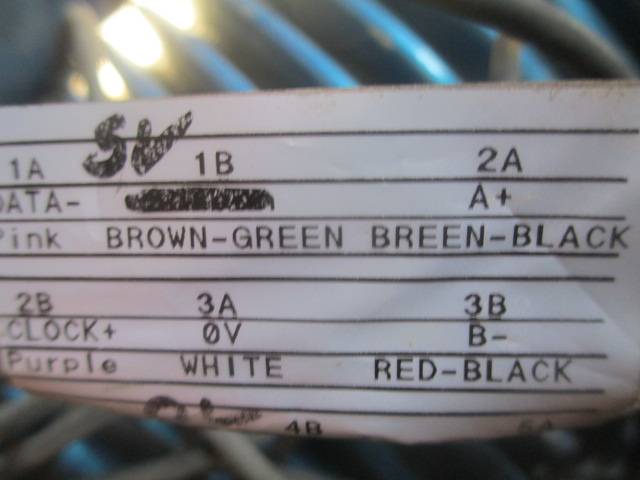 5V
1A 1B 2A
DATA- A+
Pink BROWN-GREEN BREEN-BLACK
2B 3A 3B
CLOCK+ 0V B-
Purple WHITE RED-BLACK
4B